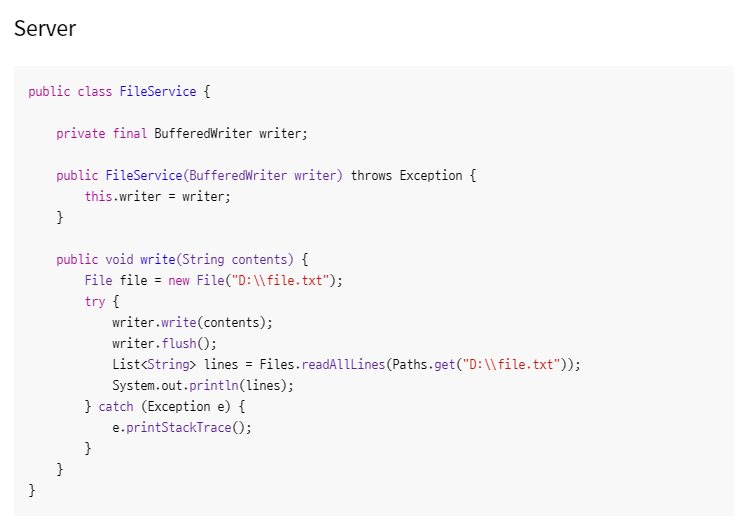 Server
public class FileService {
private final BufferedWriter writer;
public FileService(BufferedWriter writer) throws Exception {
this.writer = writer;
}
public void write(String contents) {
File file = new File("D:\\file.txt");
try {
writer.write(contents);
writer.flush();
List<String> lines = Files.readAllLines(Paths.get("D:\\file.txt"));
System.out.println(lines);
} catch (Exception e) {
e.printStackTrace();
}
}
}